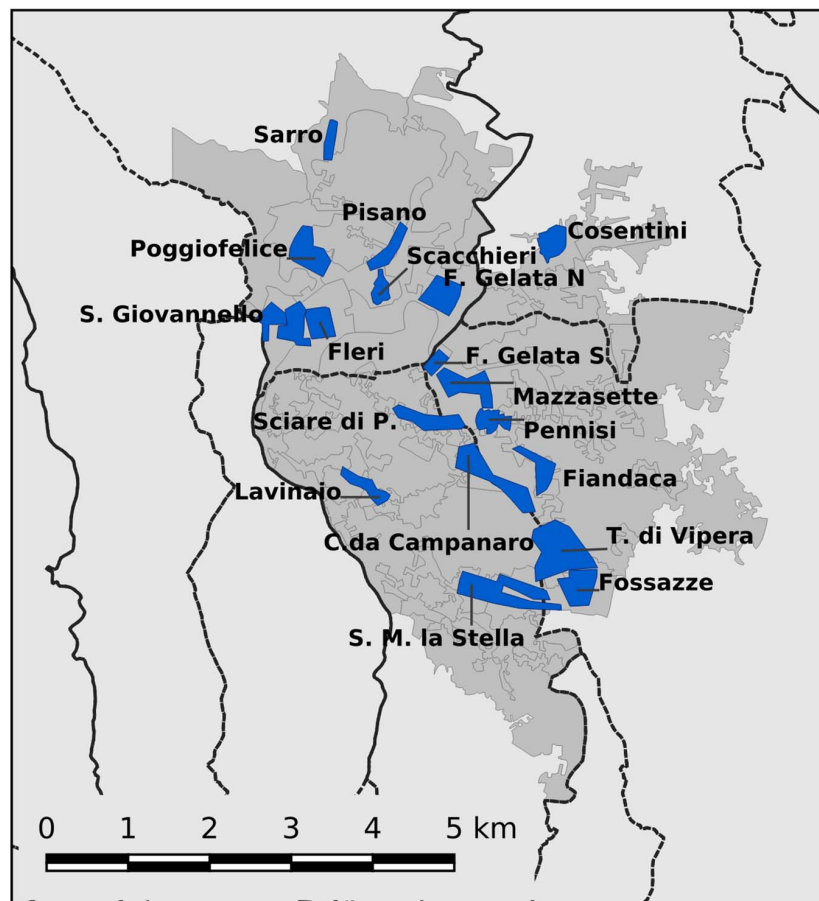 Sarro
Pisano
Cosentini
Poggiofelice
Scacchieri
F. Gelata N
S. Giovannello
Fleri
F. Gelata S
Mazzasette
Sciare di P.
Pennisi
Fiandaca
Lavinaio
C.da Campanaro
T. di Vipera
Fossazze
S. M. la Stella
0 1 2 3 4 5 km